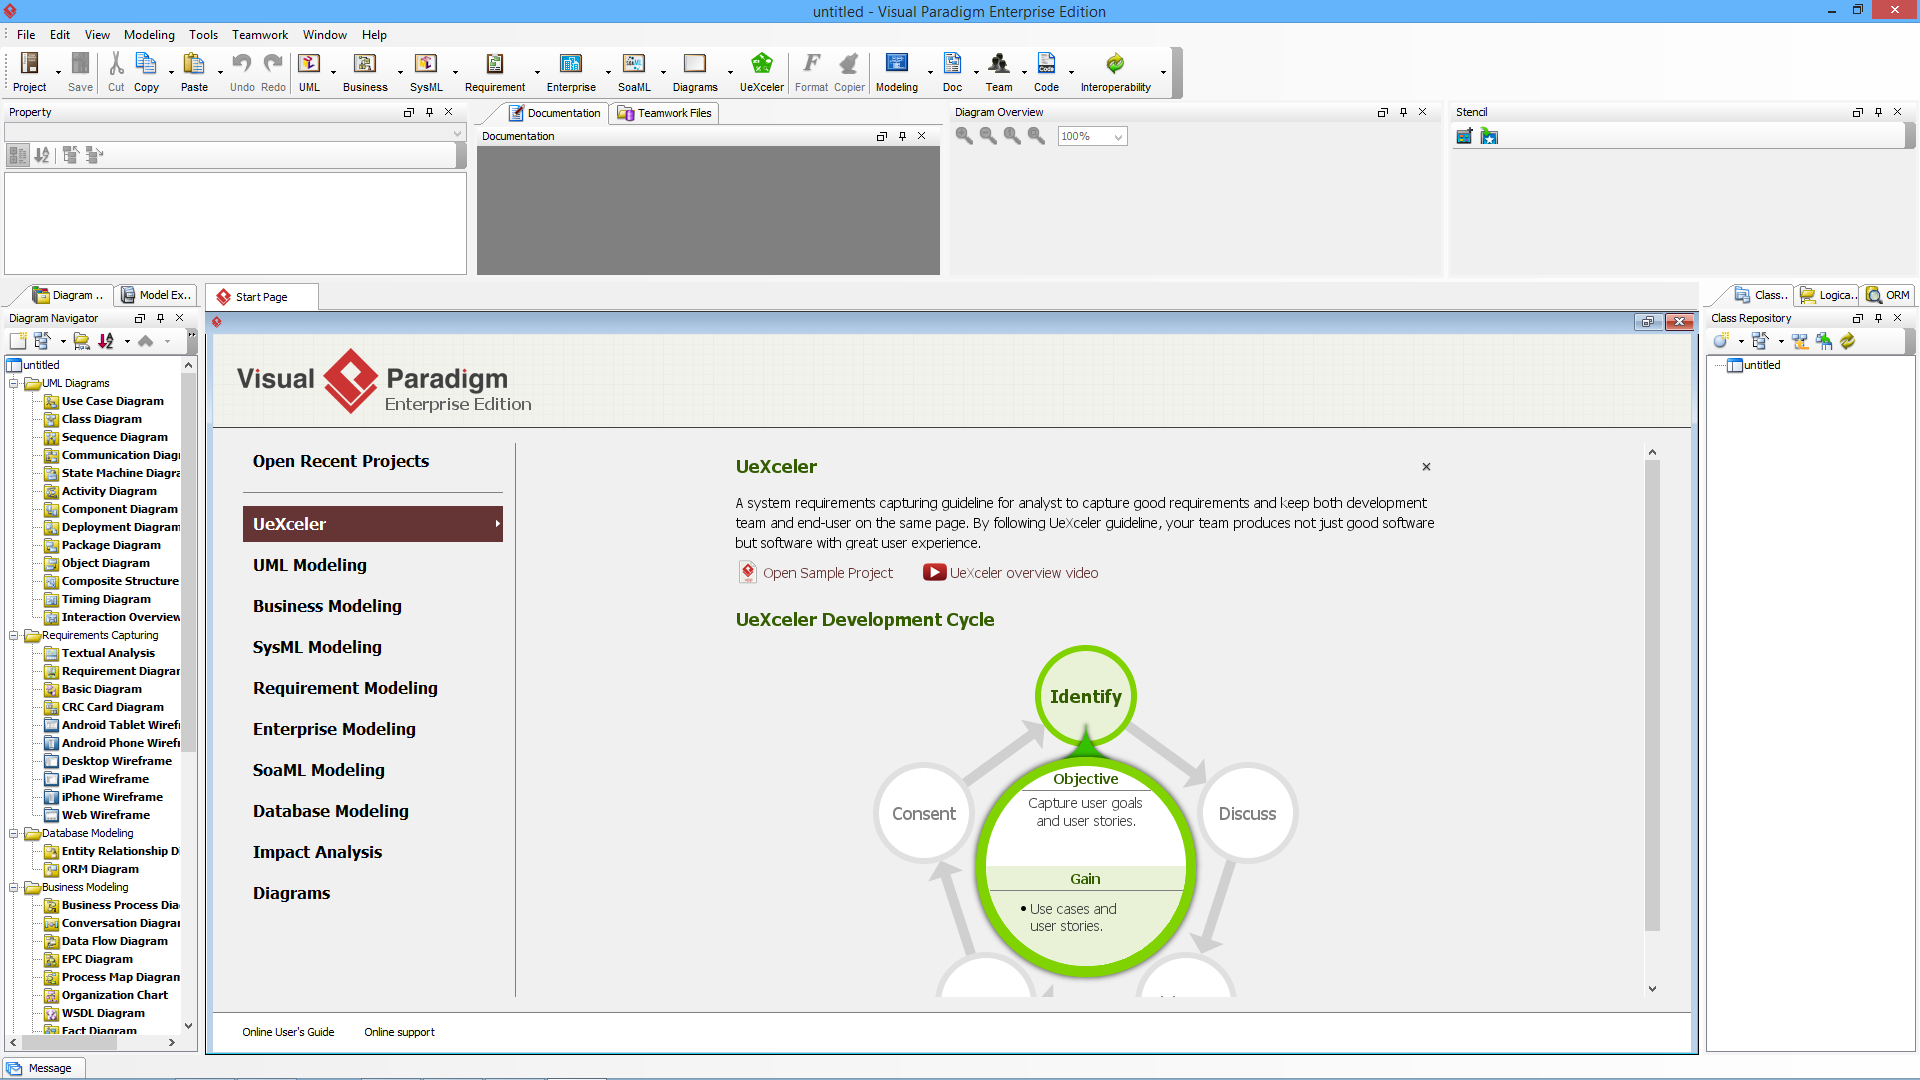 untitled - Visual Paradigm Enterprise Edition
File Edit View Modeling Tools Teamwork Window Help
Project Save Cut Copy Paste Undo Redo UML Business SysML Requirement Enterprise SoaML Diagrams UeXceler Format Copier Modeling Doc Team Code Interoperability
Property
Documentation
Teamwork Files
Documentation
Diagram Overview
100%
Stencil
Diagram ..
Model Ex..
Diagram Navigator
untitled
UML Diagrams
Use Case Diagram
Class Diagram
Sequence Diagram
Communication Diagr
State Machine Diagra
Activity Diagram
Component Diagram
Deployment Diagram
Package Diagram
Object Diagram
Composite Structure
Timing Diagram
Interaction Overview
Requirements Capturing
Textual Analysis
Requirement Diagran
Basic Diagram
CRC Card Diagram
Android Tablet Wirefr
Android Phone Wirefr
Desktop Wireframe
iPad Wireframe
iPhone Wireframe
Web Wireframe
Database Modeling
Entity Relationship Di
ORM Diagram
Business Modeling
Business Process Dia
Conversation Diagran
Data Flow Diagram
EPC Diagram
Process Map Diagram
Organization Chart
WSDL Diagram
Fact Diagram
Message
Start Page
Visual Paradigm
Enterprise Edition
Open Recent Projects
UeXceler
UML Modeling
Business Modeling
SysML Modeling
Requirement Modeling
Enterprise Modeling
SoaML Modeling
Database Modeling
Impact Analysis
Diagrams
UeXceler
A system requirements capturing guideline for analyst to capture good requirements and keep both development
team and end-user on the same page. By following UeXceler guideline, your team produces not just good software
but software with great user experience.
Open Sample Project
UeXceler overview video
UeXceler Development Cycle
Identify
Consent
Discuss
Objective
Capture user goals
and user stories.
Gain
• Use cases and
user stories.
Online User's Guide
Online support
Class..
Logica..
ORM
Class Repository
untitled